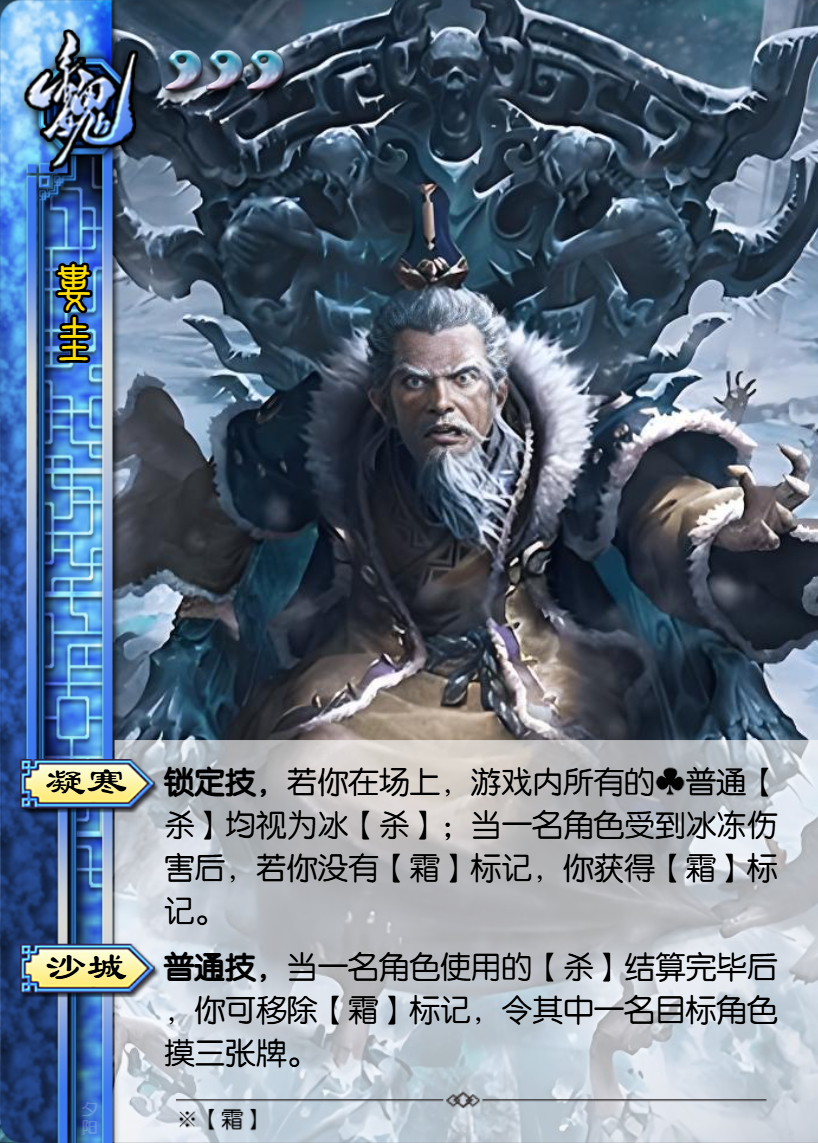 魏
娄圭
凝寒
锁定技，若你在场上，游戏内所有的♣普通【
杀】均视为冰【杀】；当一名角色受到冰冻伤
害后，若你没有【霜】标记，你获得【霜】标
记。
沙城
普通技，当一名角色使用的【杀】结算完毕后
，你可移除【霜】标记，令其中一名目标角色
摸三张牌。
※【霜】
夕阳